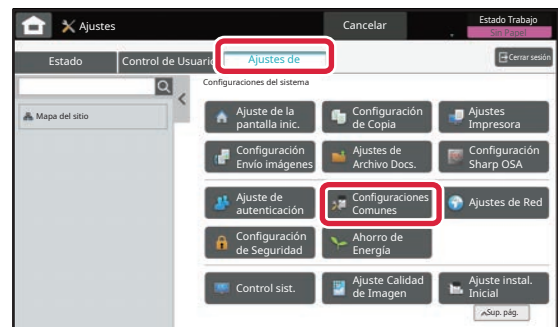 Ajustes
Cancelar
Estado Trabajo
Sin Papel
Estado
Control de Usuario
Ajustes de
Cerrar sesión
Configuraciones del sistema
Mapa del sitio
Ajuste de la
pantalla inic.
Configuración
de Copia
Ajustes
Impresora
Configuración
Envío imágenes
Ajustes de
Archivo Docs.
Configuración
Sharp OSA
Ajuste de
autenticación
Configuraciones
Comunes
Ajustes de Red
Configuración
de Seguridad
Ahorro de
Energía
Control sist.
Ajuste Calidad
de Imagen
Ajuste instal.
Inicial
Sup. pág.